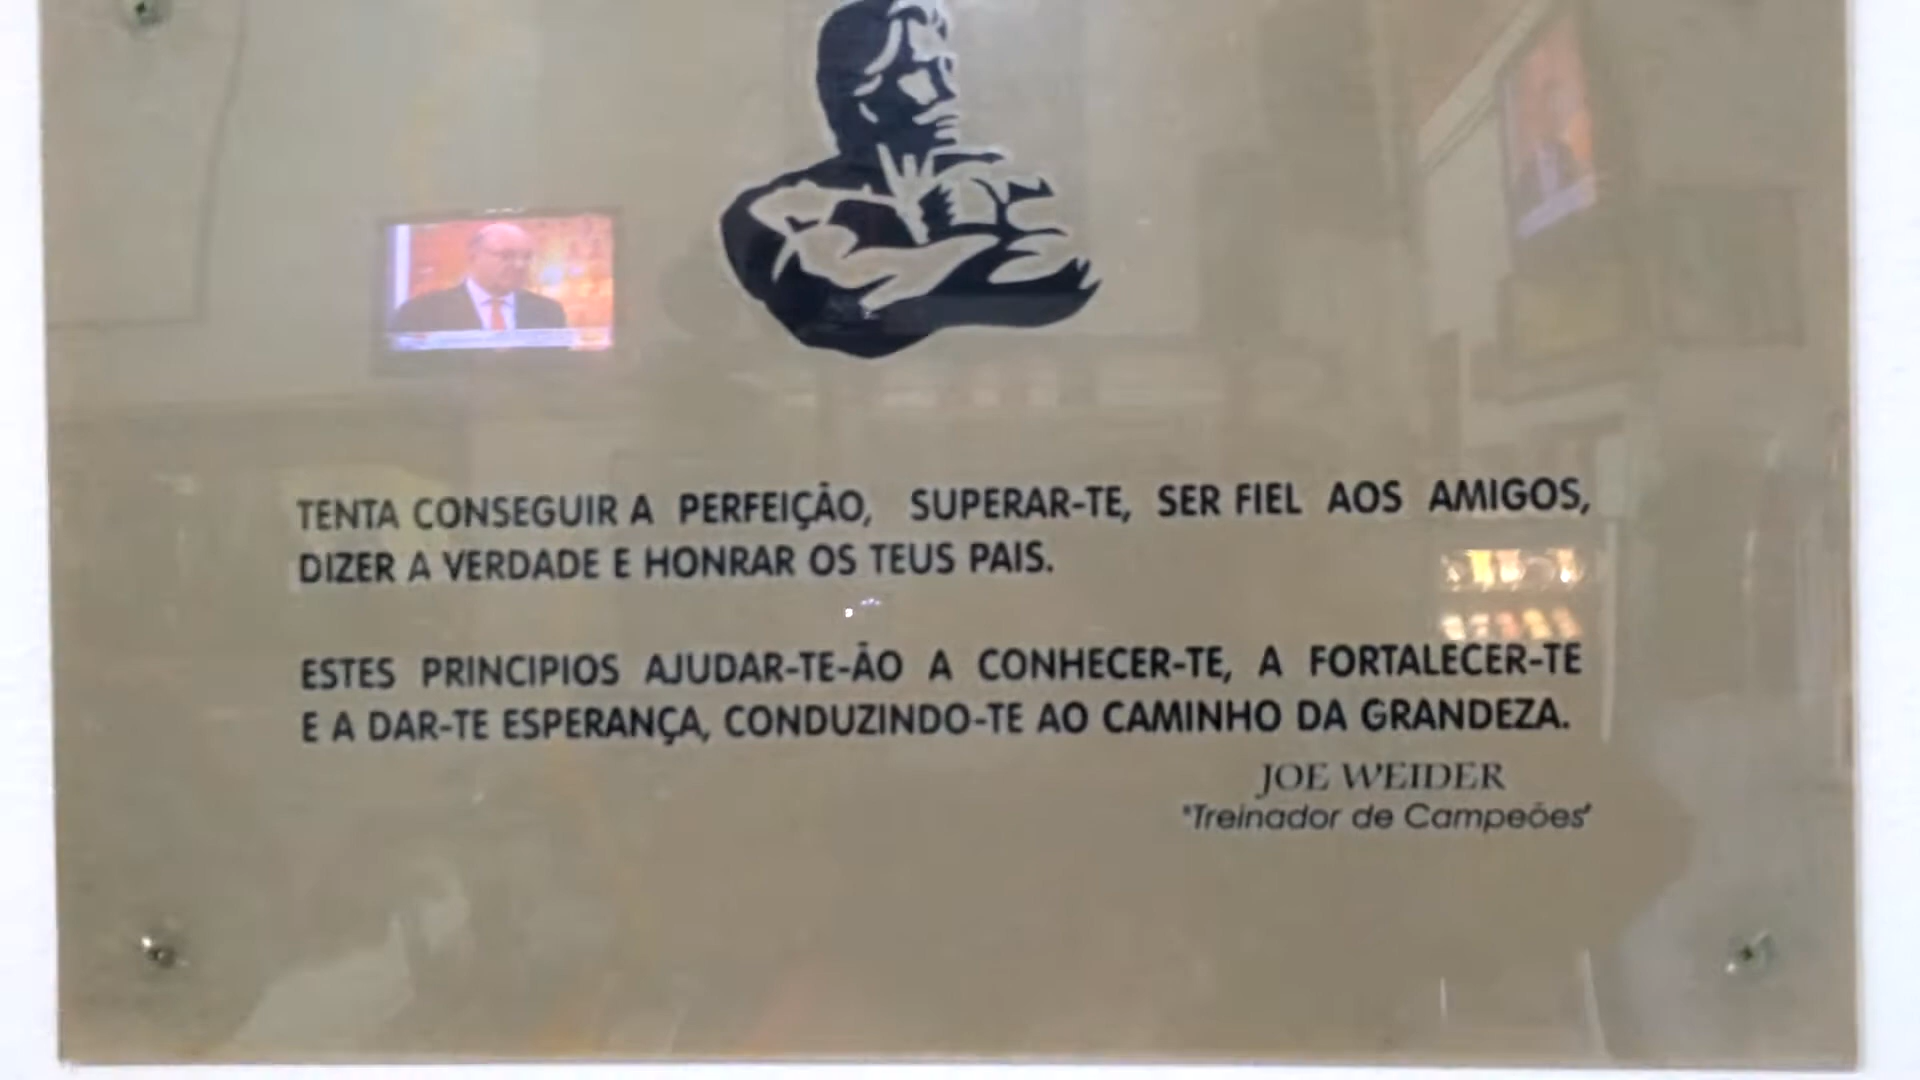 TENTA CONSEGUIR A PERFEIÇÃO, SUPERAR-TE, SER FIEL AOS AMIGOS,
DIZER A VERDADE E HONRAR OS TEUS PAIS.
ESTES PRINCIPIOS AJUDAR-TE-ÃO A CONHECER-TE, A FORTALECER-TE
E A DAR-TE ESPERANÇA, CONDUZINDO-TE AO CAMINHO DA GRANDEZA.
JOE WEIDER
"Treinador de Campeões"